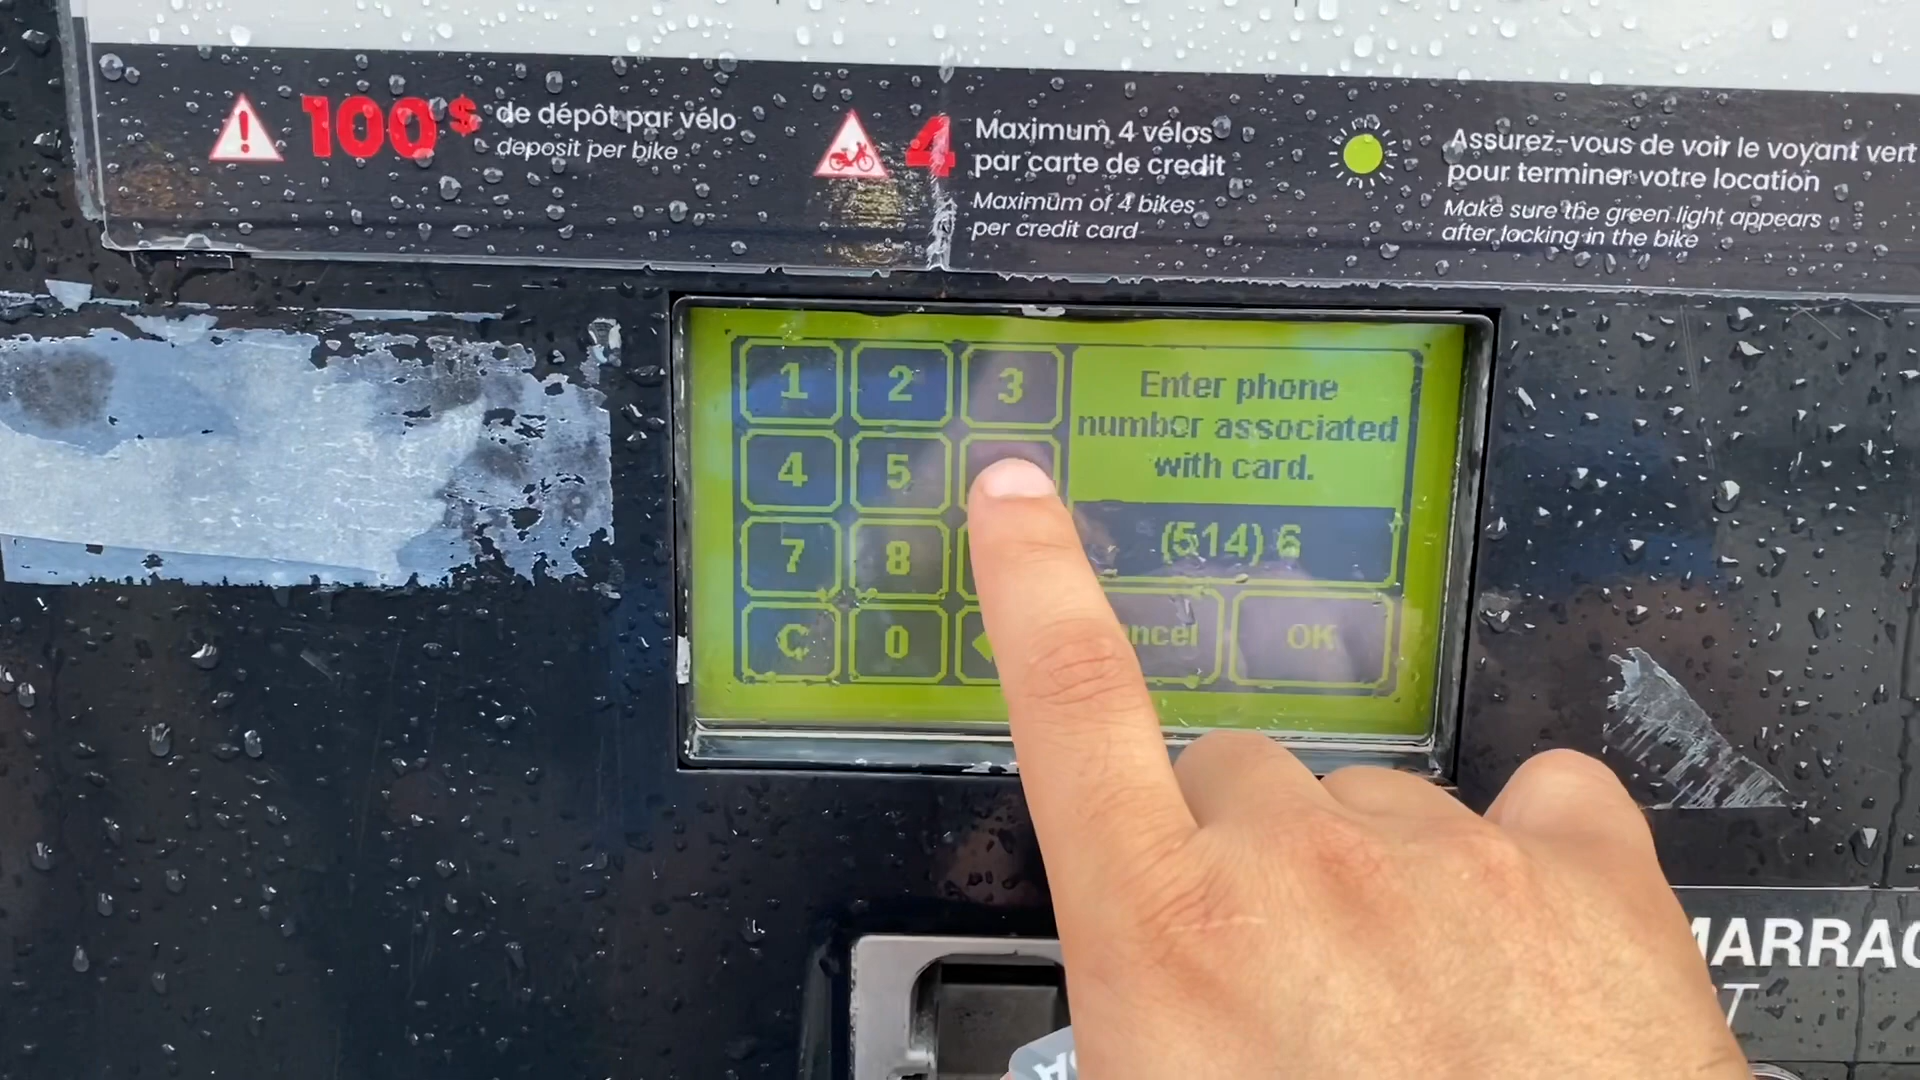 100$ de dépôt par vélo
deposit per bike
4 Maximum 4 vélos
par carte de credit
Maximum of 4 bikes
per credit card
Assurez-vous de voir le voyant vert
pour terminer votre location
Make sure the green light appears
after locking in the bike
1 2 3
4 5
7 8
C 0
Enter phone
number associated
with card.
(514) 6
ncel OK
MARRAG